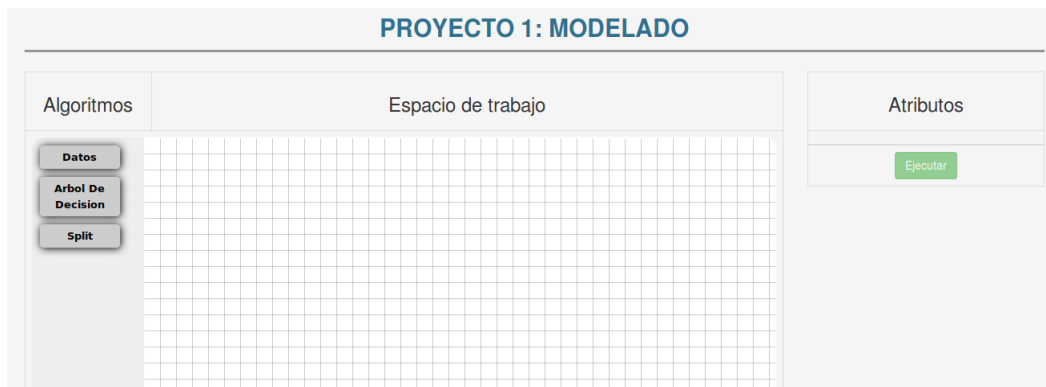 PROYECTO 1: MODELADO
Algoritmos
Espacio de trabajo
Atributos
Datos
Arbol De
Decision
Split
Ejecutar